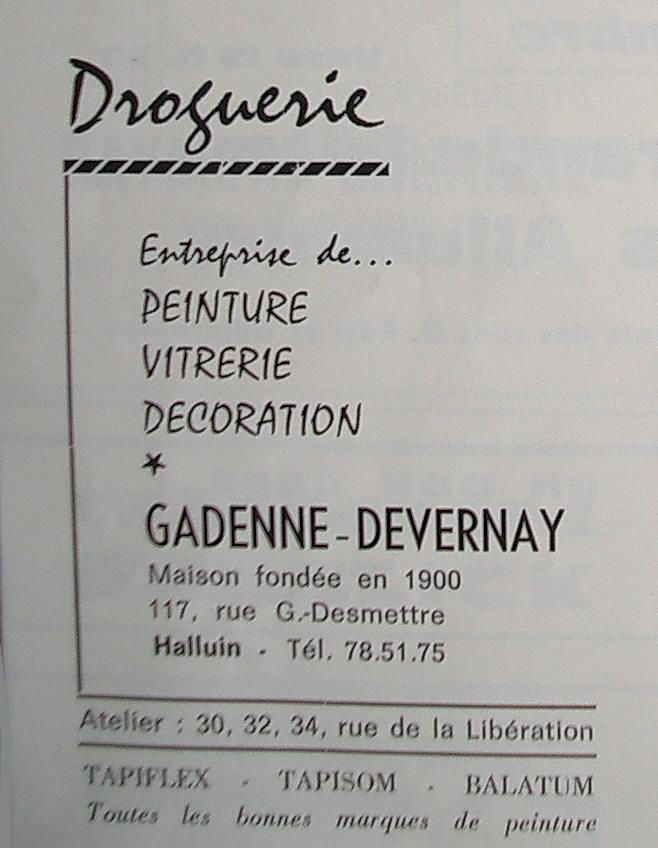 Droguerie
Entreprise de...
PEINTURE
VITRERIE
DECORATION
*
GADENNE-DEVERNAY
Maison fondée en 1900
117, rue G.-Desmettre
Halluin - Tél. 78.51.75
Atelier : 30, 32, 34, rue de la Libération
TAPIFLEX - TAPISOM - BALATUM
Toutes les bonnes marques de peinture